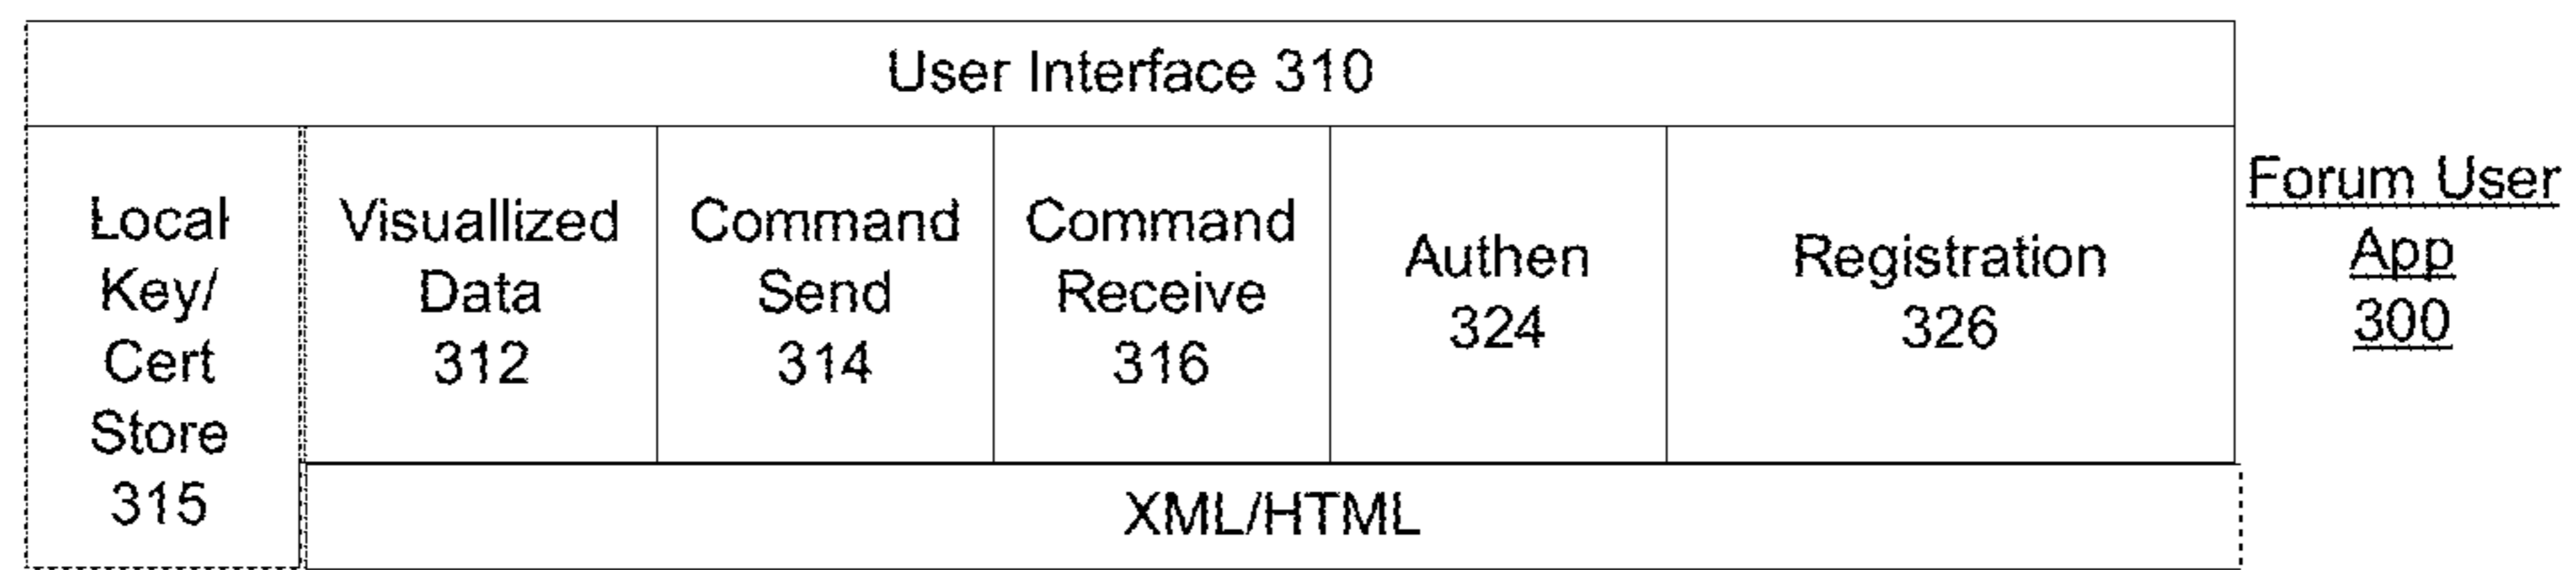 User Interface 310
Local
Key/
Cert
Store
315
Visuallized
Data
312
Command
Send
314
Command
Receive
316
Authen
324
Registration
326
Forum User
App
300
XML/HTML